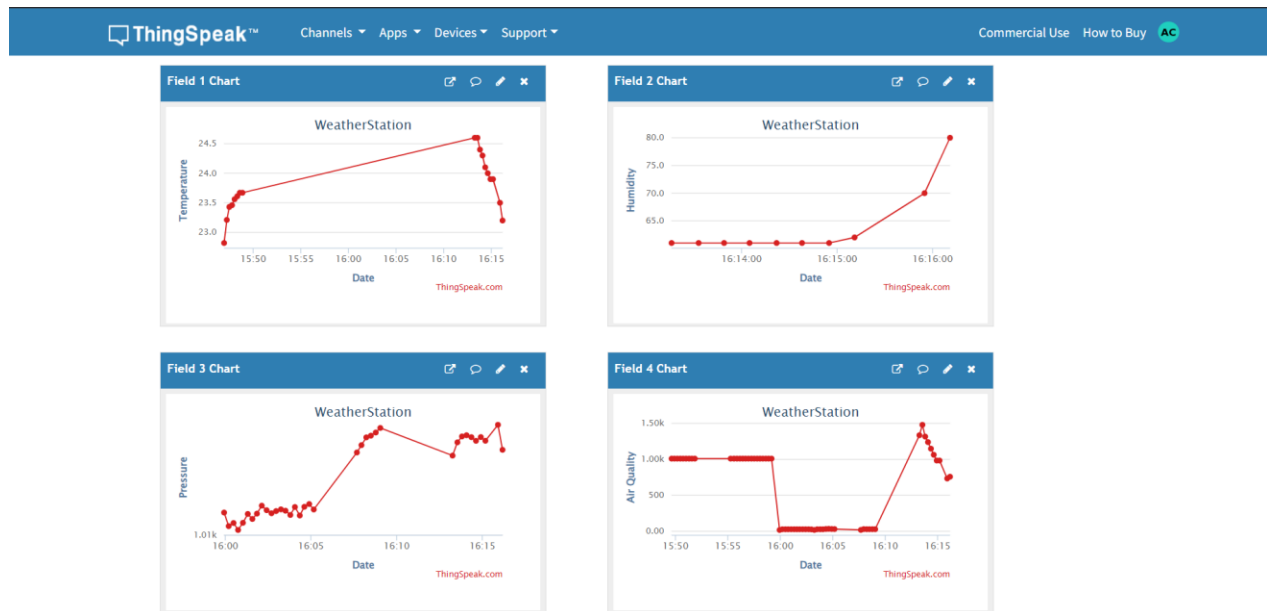 ThingSpeak™ Channels Apps Devices Support Commercial Use How to Buy AC
Field 1 Chart
WeatherStation
Temperature
24.5
24.0
23.5
23.0
15:50 15:55 16:00 16:05 16:10 16:15
Date
ThingSpeak.com
Field 2 Chart
WeatherStation
Humidity
80.0
75.0
70.0
65.0
16:14:00 16:15:00 16:16:00
Date
ThingSpeak.com
Field 3 Chart
WeatherStation
Pressure
1.01k
16:00 16:05 16:10 16:15
Date
ThingSpeak.com
Field 4 Chart
WeatherStation
Air Quality
1.50k
1.00k
500
0.00
15:50 15:55 16:00 16:05 16:10 16:15
Date
ThingSpeak.com